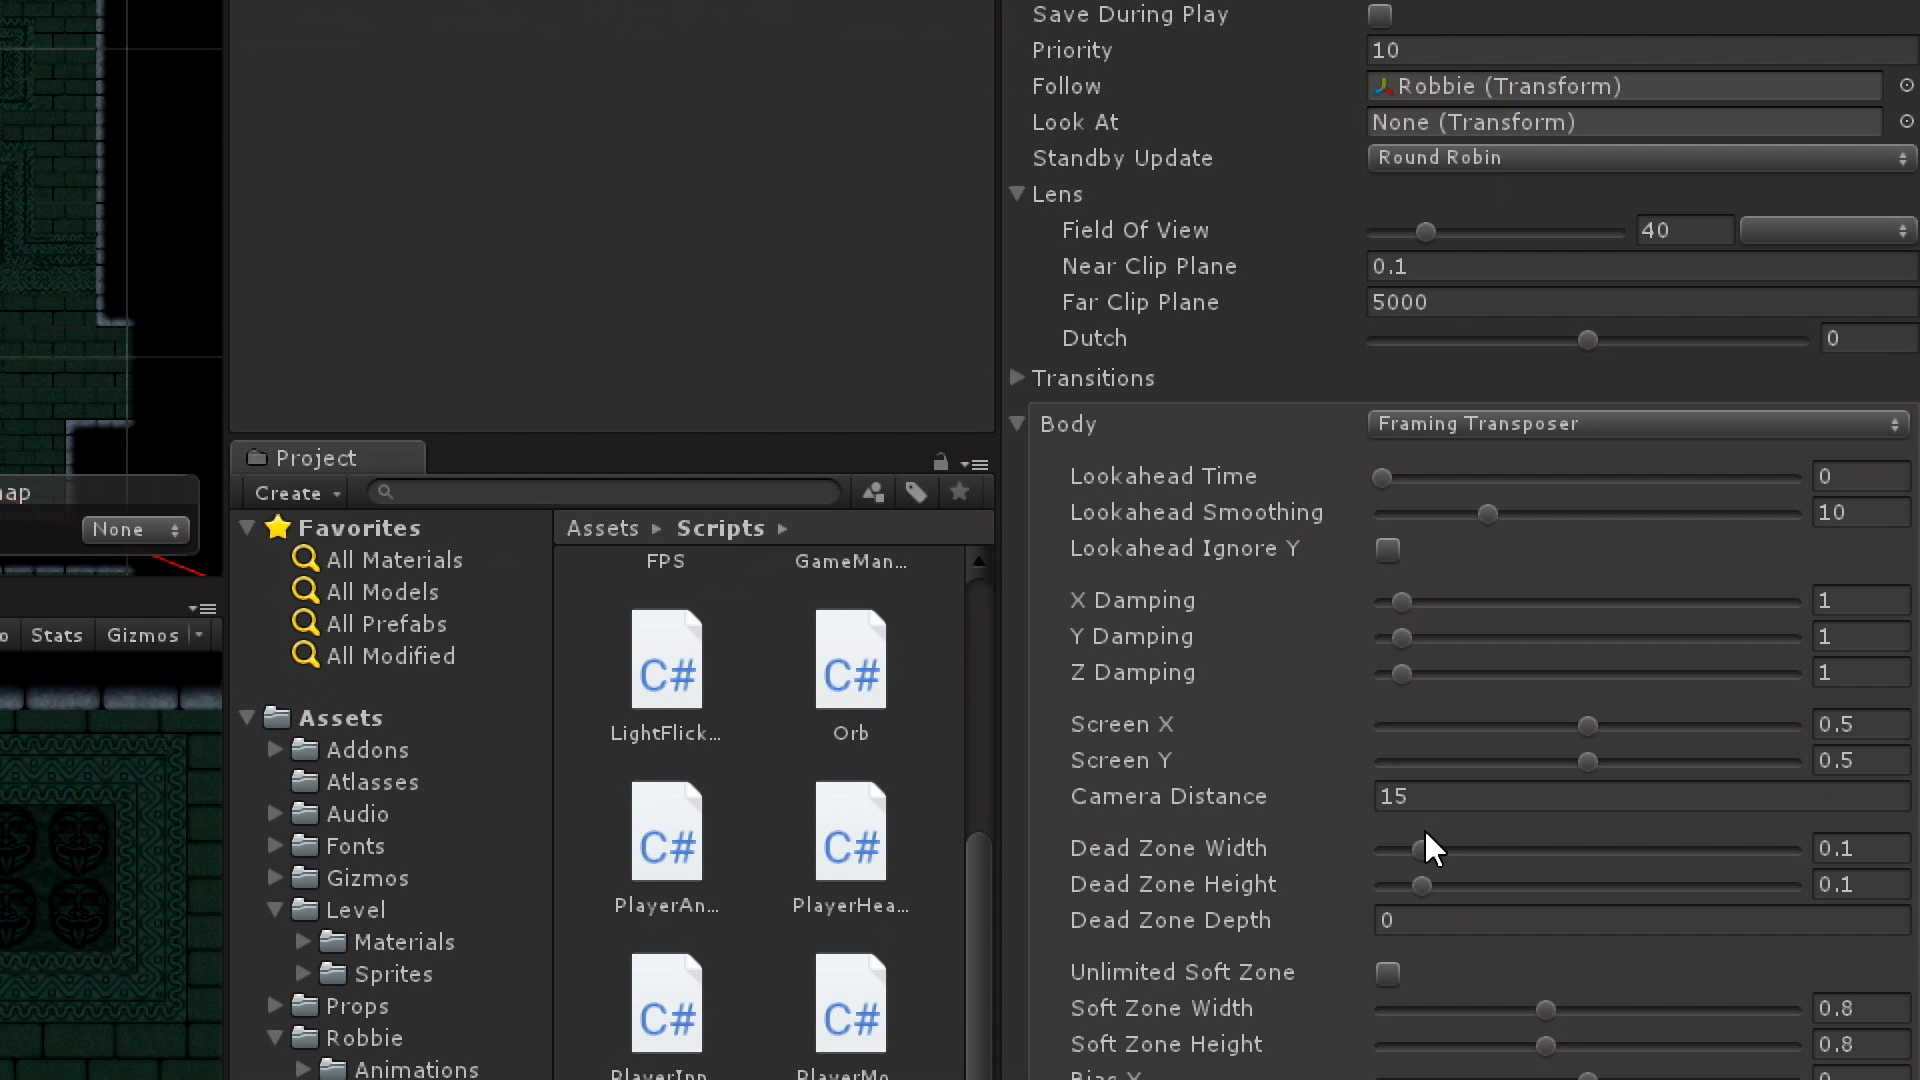 Save During Play
Priority 10
Follow Robbie (Transform)
Look At None (Transform)
Standby Update Round Robin
Lens
Field Of View 40
Near Clip Plane 0.1
Far Clip Plane 5000
Dutch 0
Transitions
Body Framing Transposer
Lookahead Time 0
Lookahead Smoothing 10
Lookahead Ignore Y
X Damping 1
Y Damping 1
Z Damping 1
Screen X 0.5
Screen Y 0.5
Camera Distance 15
Dead Zone Width 0.1
Dead Zone Height 0.1
Dead Zone Depth 0
Unlimited Soft Zone
Soft Zone Width 0.8
Soft Zone Height 0.8
Bias X 0
Project
Create
Favorites
All Materials
All Models
All Prefabs
All Modified
Assets
Addons
Atlasses
Audio
Fonts
Gizmos
Level
Materials
Sprites
Props
Robbie
Animations
Assets Scripts
FPS GameMan...
C# C#
LightFlick... Orb
C# C#
PlayerAn... PlayerHea...
C# C#
PlayerInp... PlayerMo...
None
Stats Gizmos